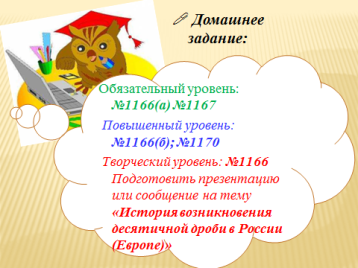 Домашнее
задание:
Обязательный уровень:
№1166(а) №1167
Повышенный уровень:
№1166(б); №1170
Творческий уровень: №1166
Подготовить презентацию
или сообщение на тему
«История возникновения
десятичной дроби в России
(Европе)»